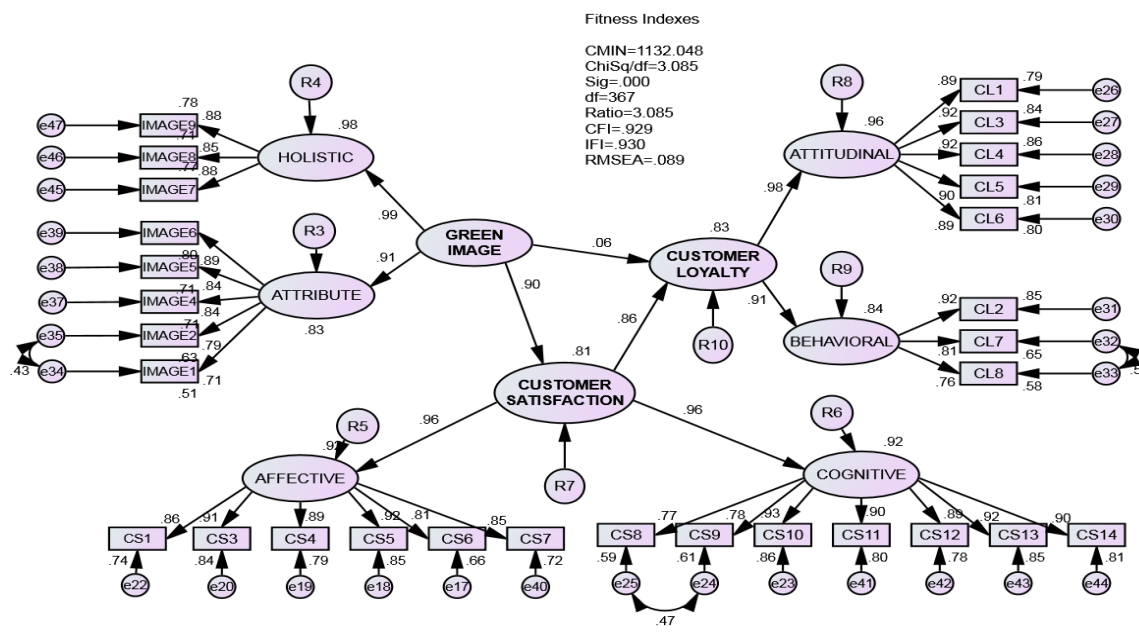 Fitness Indexes
CMIN=1132.048
ChiSq/df=3.085
Sig=.000
df=367
Ratio=3.085
CFI=.929
IFI=.930
RMSEA=.089
R4
R8
.78
.98
.96
e47
IMAGE9
.88
.71
e46
IMAGE8
.85
.77
e45
IMAGE7
.88
HOLISTIC
.99
ATTITUDINAL
.98
.89
CL1
.79
e26
.92
CL3
.84
e27
.92
CL4
.86
e28
.90
CL5
.81
e29
.89
CL6
.80
e30
e39
IMAGE6
.80
.89
e38
IMAGE5
.71
.84
e37
IMAGE4
.71
.84
e35
IMAGE2
.63
.79
e34
IMAGE1
.51
.71
.43
R3
ATTRIBUTE
.83
.91
GREEN
IMAGE
.06
.90
.83
CUSTOMER
LOYALTY
.86
.91
R10
R9
.84
BEHAVIORAL
.92
CL2
.85
e31
.81
CL7
.65
e32
.76
CL8
.58
e33
.81
CUSTOMER
SATISFACTION
R7
.96
.96
R5
AFFECTIVE
R6
.92
COGNITIVE
.86
.91
.89
.92
.81
.85
CS1
CS3
CS4
CS5
CS6
CS7
.74
.84
.79
.85
.66
.72
e22
e20
e19
e18
e17
e40
.77
.78
.93
.90
.89
.92
.90
CS8
CS9
CS10
CS11
CS12
CS13
CS14
.59
.61
.86
.80
.78
.85
.81
e25
e24
e23
e41
e42
e43
e44
.47